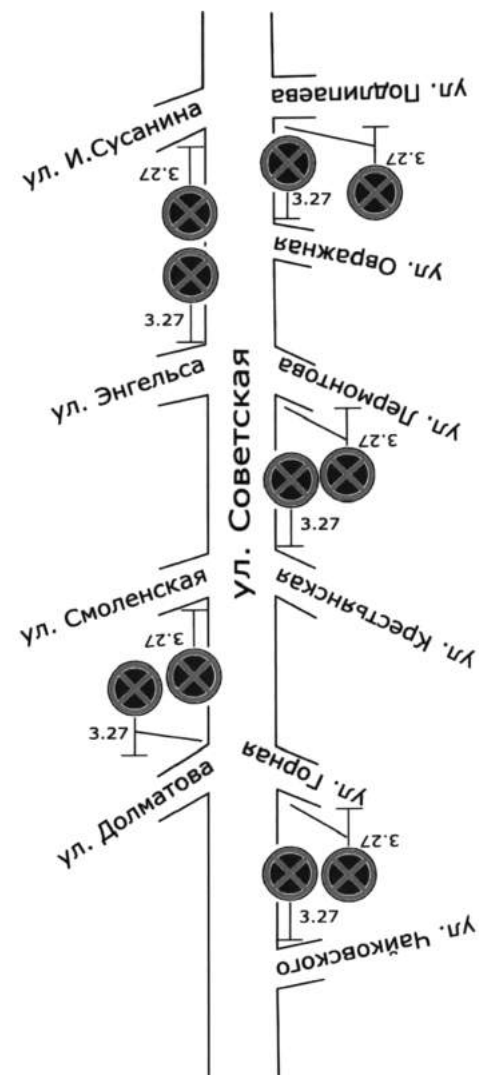 ул. Подлипаева
ул. И.Сусанина
3.27
3.27
3.27
ул. Овражная
3.27
ул. Энгельса
ул. Лермонтова
ул. Советская
3.27
3.27
ул. Смоленская
ул. Крестьянская
3.27
3.27
ул. Горная
ул. Долматова
3.27
3.27
ул. Чайковского